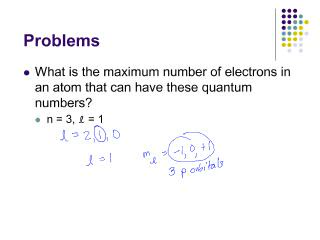 Problems
What is the maximum number of electrons in
an atom that can have these quantum
numbers?
n = 3, ℓ = 1
ℓ = 2, 1, 0
ℓ = 1
mℓ = -1, 0, +1
3 p orbitals